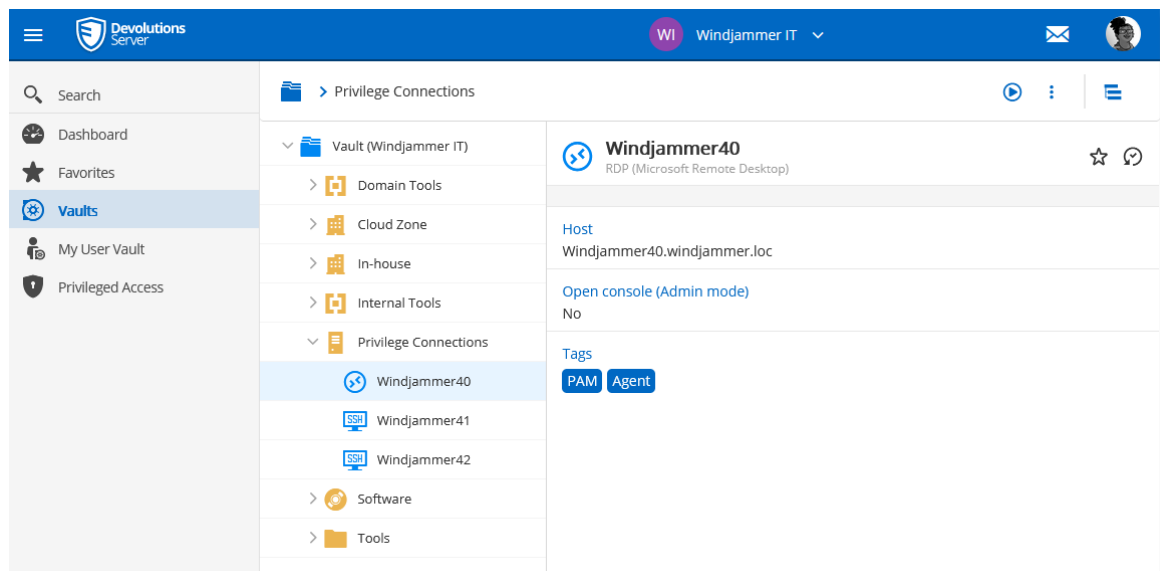 Devolutions
Server
WI
Windjammer IT
Search
Dashboard
Favorites
Vaults
My User Vault
Privileged Access
Privilege Connections
Vault (Windjammer IT)
Domain Tools
Cloud Zone
In-house
Internal Tools
Privilege Connections
Windjammer40
SSH Windjammer41
SSH Windjammer42
Software
Tools
Windjammer40
RDP (Microsoft Remote Desktop)
Host
Windjammer40.windjammer.loc
Open console (Admin mode)
No
Tags
PAM Agent